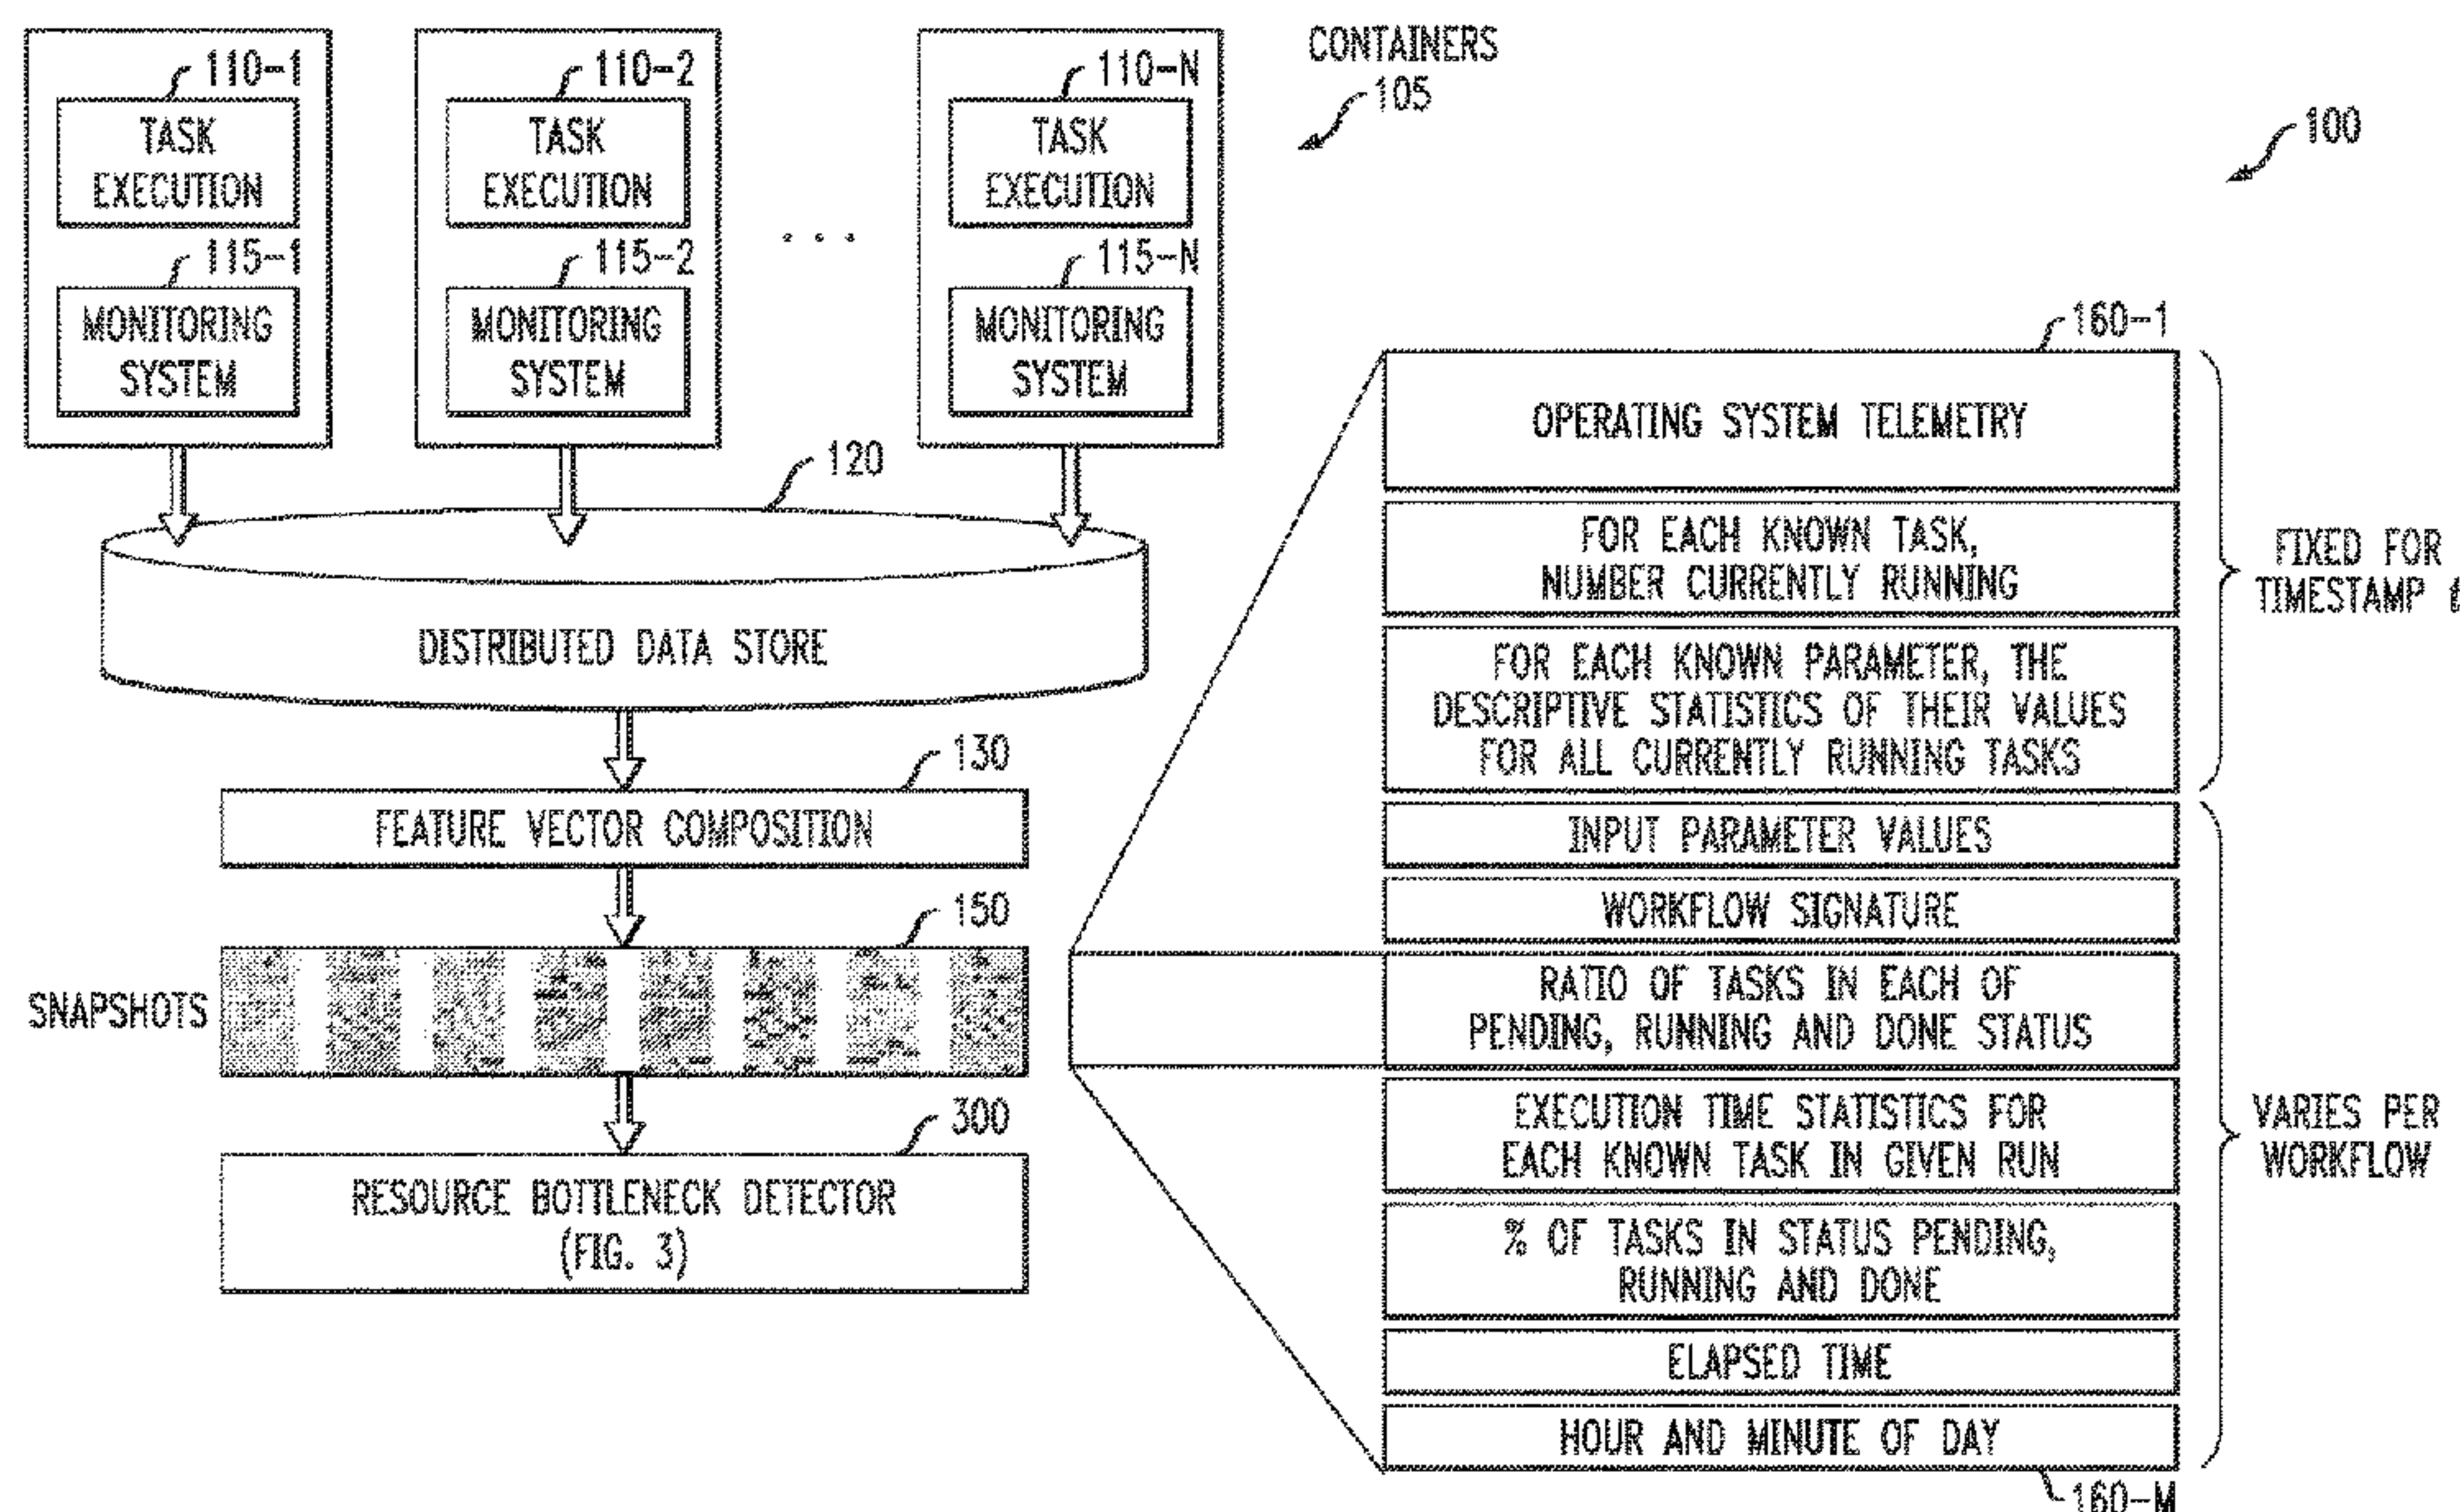 110-1
TASK
EXECUTION
115-1
MONITORING
SYSTEM
110-2
TASK
EXECUTION
115-2
MONITORING
SYSTEM
. . .
110-N
TASK
EXECUTION
115-N
MONITORING
SYSTEM
CONTAINERS
105
100
120
DISTRIBUTED DATA STORE
130
FEATURE VECTOR COMPOSITION
150
SNAPSHOTS
300
RESOURCE BOTTLENECK DETECTOR
(FIG. 3)
160-1
OPERATING SYSTEM TELEMETRY
FOR EACH KNOWN TASK,
NUMBER CURRENTLY RUNNING
FOR EACH KNOWN PARAMETER, THE
DESCRIPTIVE STATISTICS OF THEIR VALUES
FOR ALL CURRENTLY RUNNING TASKS
FIXED FOR
TIMESTAMP t
INPUT PARAMETER VALUES
WORKFLOW SIGNATURE
RATIO OF TASKS IN EACH OF
PENDING, RUNNING AND DONE STATUS
EXECUTION TIME STATISTICS FOR
EACH KNOWN TASK IN GIVEN RUN
% OF TASKS IN STATUS PENDING,
RUNNING AND DONE
ELAPSED TIME
HOUR AND MINUTE OF DAY
VARIES PER
WORKFLOW
160-M